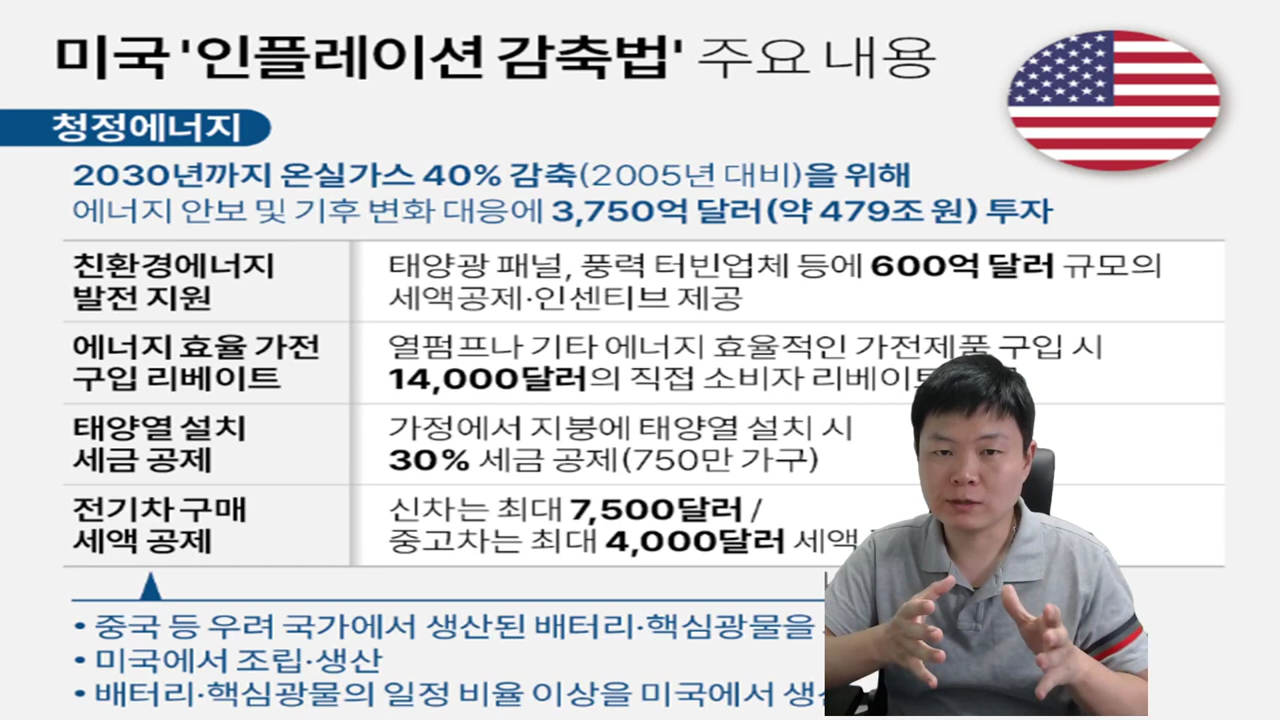 미국 '인플레이션 감축법' 주요 내용
청정에너지
2030년까지 온실가스 40% 감축(2005년 대비)을 위해
에너지 안보 및 기후 변화 대응에 3,750억 달러(약 479조 원) 투자
친환경에너지
발전 지원
태양광 패널, 풍력 터빈업체 등에 600억 달러 규모의
세액공제·인센티브 제공
에너지 효율 가전
구입 리베이트
열펌프나 기타 에너지 효율적인 가전제품 구입 시
14,000달러의 직접 소비자
태양열 설치
세금 공제
가정에서 지붕에 태양열 설치 시
30% 세금 공제(750만 가구)
전기차 구매
세액 공제
신차는 최대 7,500달러 /
중고차는 최대 4,000달러 세액
• 중국 등 우려 국가에서 생산된 배터리·핵심광물을
• 미국에서 조립·생산
• 배터리·핵심광물의 일정 비율 이상을 미국에서